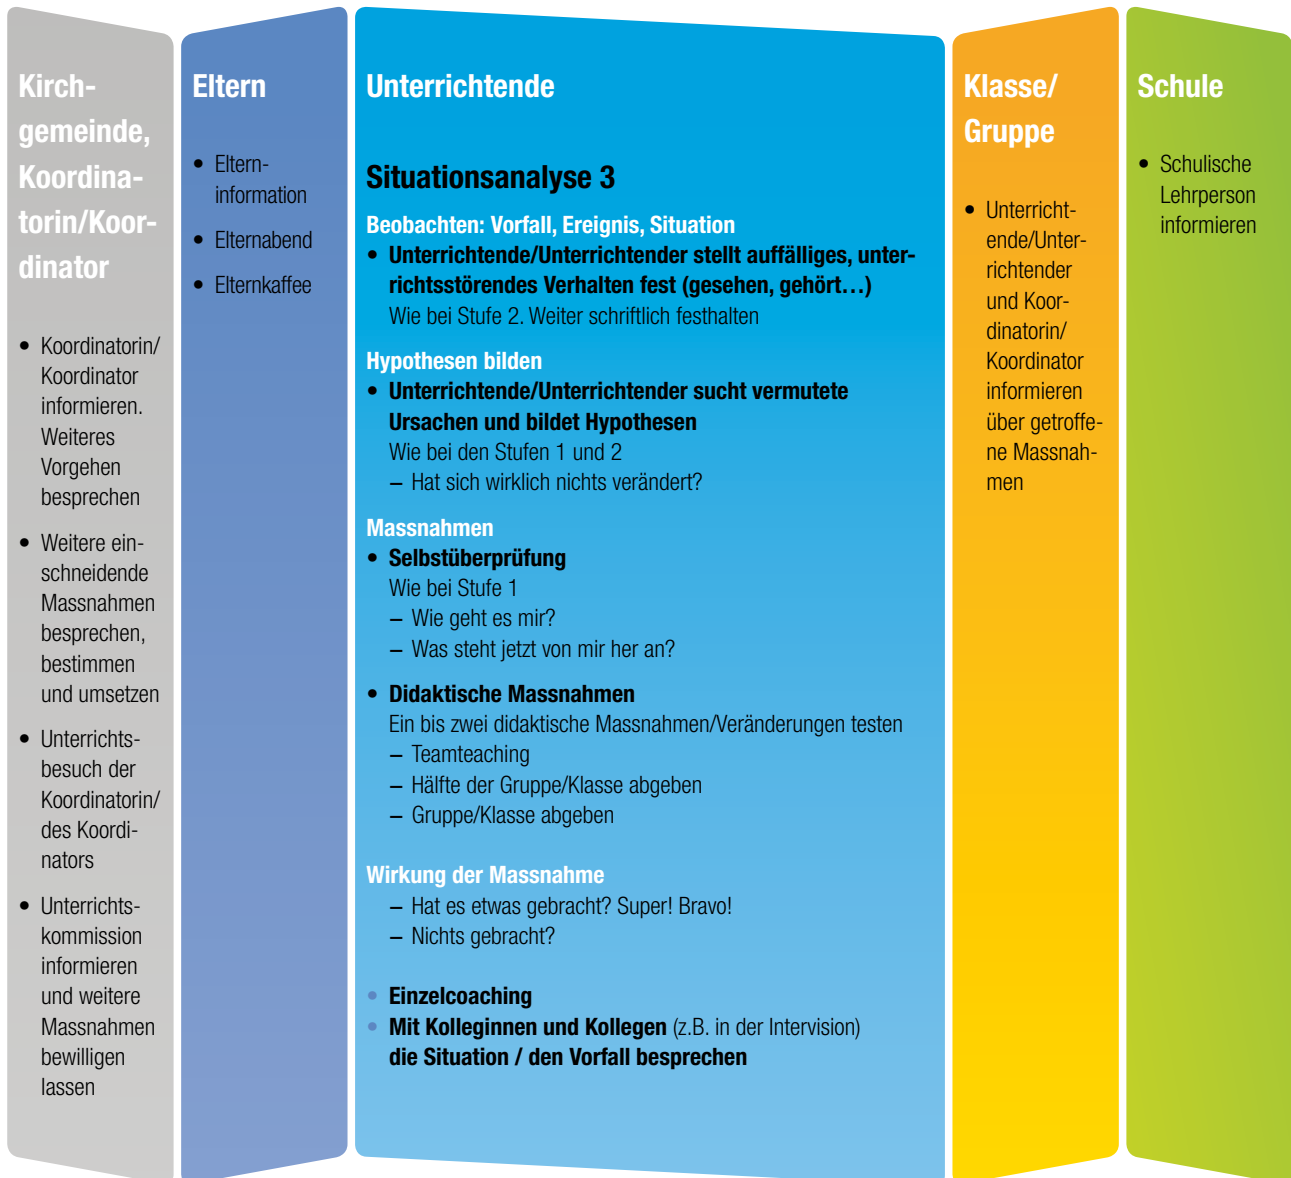 Kirch-
gemeinde,
Koordina-
torin/Koor-
dinator
• Koordinatorin/
Koordinator
informieren.
Weiteres
Vorgehen
besprechen
• Weitere ein-
schneidende
Massnahmen
besprechen,
bestimmen
und umsetzen
• Unterrichts-
besuch der
Koordinatorin/
des Koordi-
nators
• Unterrichts-
kommission
informieren
und weitere
Massnahmen
bewilligen
lassen
Eltern
• Eltern-
information
• Elternabend
• Elternkaffee
Unterrichtende
Situationsanalyse 3
Beobachten: Vorfall, Ereignis, Situation
• Unterrichtende/Unterrichtender stellt auffälliges, unter-
richtsstörendes Verhalten fest (gesehen, gehört…)
Wie bei Stufe 2. Weiter schriftlich festhalten
Hypothesen bilden
• Unterrichtende/Unterrichtender sucht vermutete
Ursachen und bildet Hypothesen
Wie bei den Stufen 1 und 2
– Hat sich wirklich nichts verändert?
Massnahmen
• Selbstüberprüfung
Wie bei Stufe 1
– Wie geht es mir?
– Was steht jetzt von mir her an?
• Didaktische Massnahmen
Ein bis zwei didaktische Massnahmen/Veränderungen testen
– Teamteaching
– Hälfte der Gruppe/Klasse abgeben
– Gruppe/Klasse abgeben
Wirkung der Massnahme
– Hat es etwas gebracht? Super! Bravo!
– Nichts gebracht?
• Einzelcoaching
• Mit Kolleginnen und Kollegen (z.B. in der Intervision)
die Situation / den Vorfall besprechen
Klasse/
Gruppe
• Unterricht-
ende/Unter-
richtender
und Koor-
dinatorin/
Koordinator
informieren
über getroffe-
ne Massnah-
men
Schule
• Schulische
Lehrperson
informieren